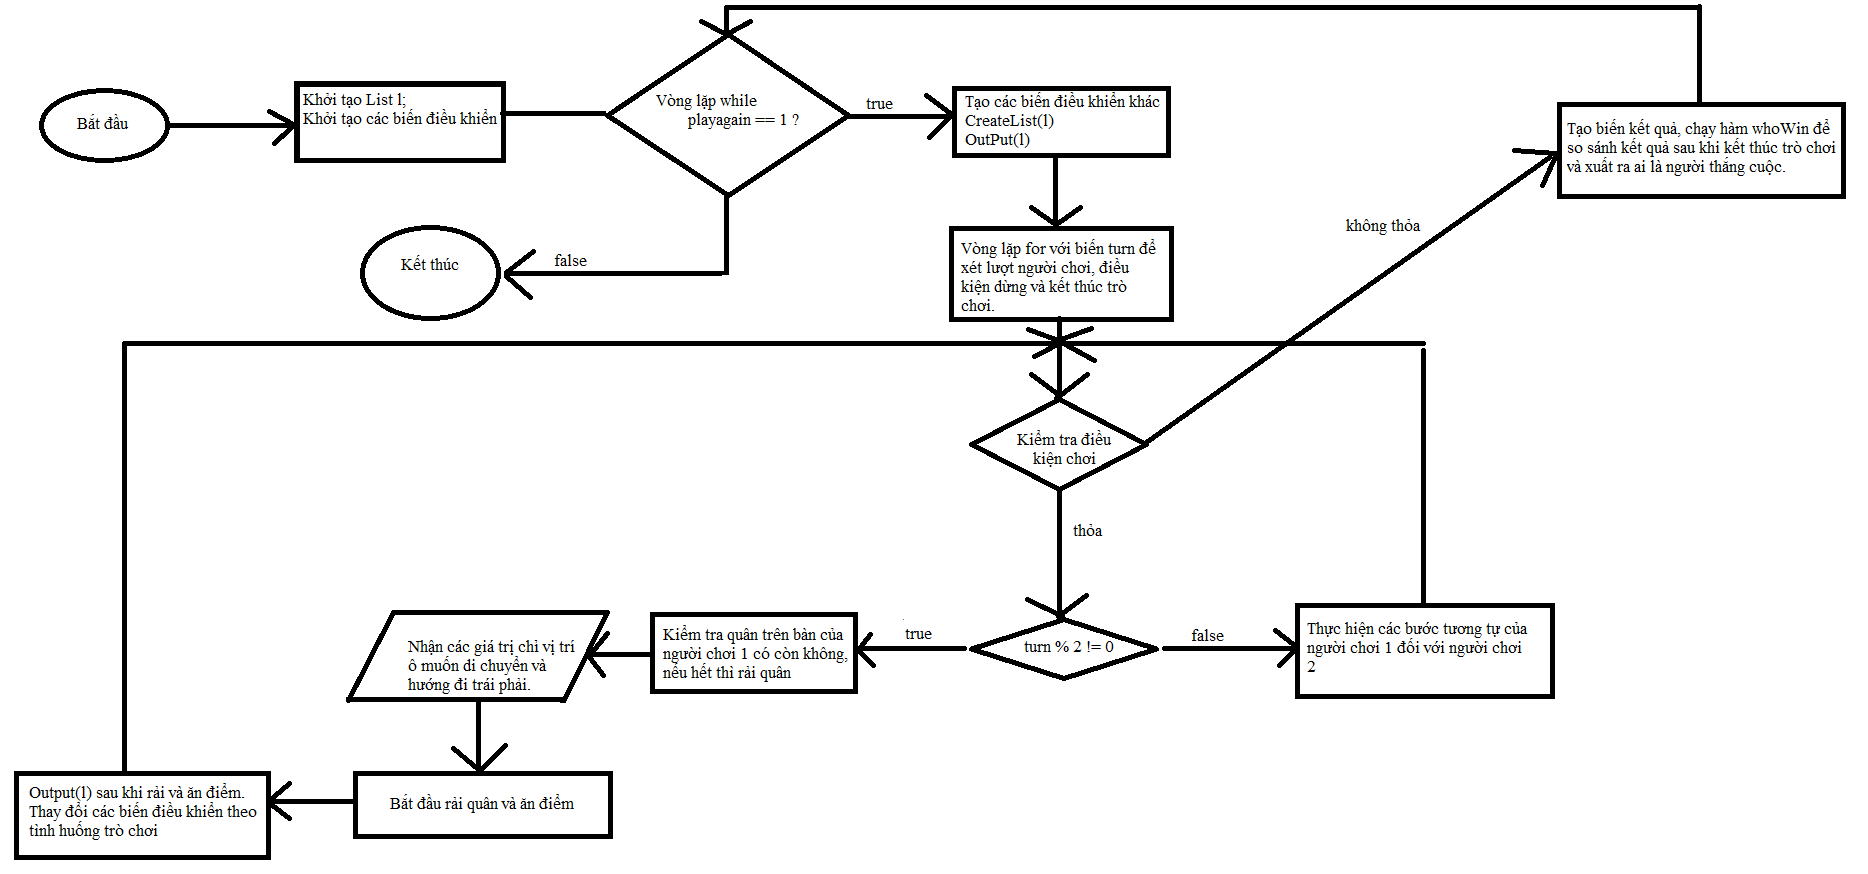 Bắt đầu
Khởi tạo List l;
Khởi tạo các biến điều khiển
Vòng lặp while
playagain == 1 ?
true
Tạo các biến điều khiển khác
CreateList(l)
OutPut(l)
Tạo biến kết quả, chạy hàm whoWin để
so sánh kết quả sau khi kết thúc trò chơi
và xuất ra ai là người thắng cuộc.
Kết thúc
false
Vòng lặp for với biến turn để
xét lượt người chơi, điều
kiện dừng và kết thúc trò
chơi.
không thỏa
Kiểm tra điều
kiện chơi
thỏa
Nhận các giá trị chỉ vị trí
ô muốn di chuyển và
hướng đi trái phải.
Kiểm tra quân trên bàn của
người chơi 1 có còn không,
nếu hết thì rải quân
true
turn % 2 != 0
false
Thực hiện các bước tương tự của
người chơi 1 đối với người chơi
2
Output(l) sau khi rải và ăn điểm.
Thay đổi các biến điều khiển theo
tình huống trò chơi
Bắt đầu rải quân và ăn điểm